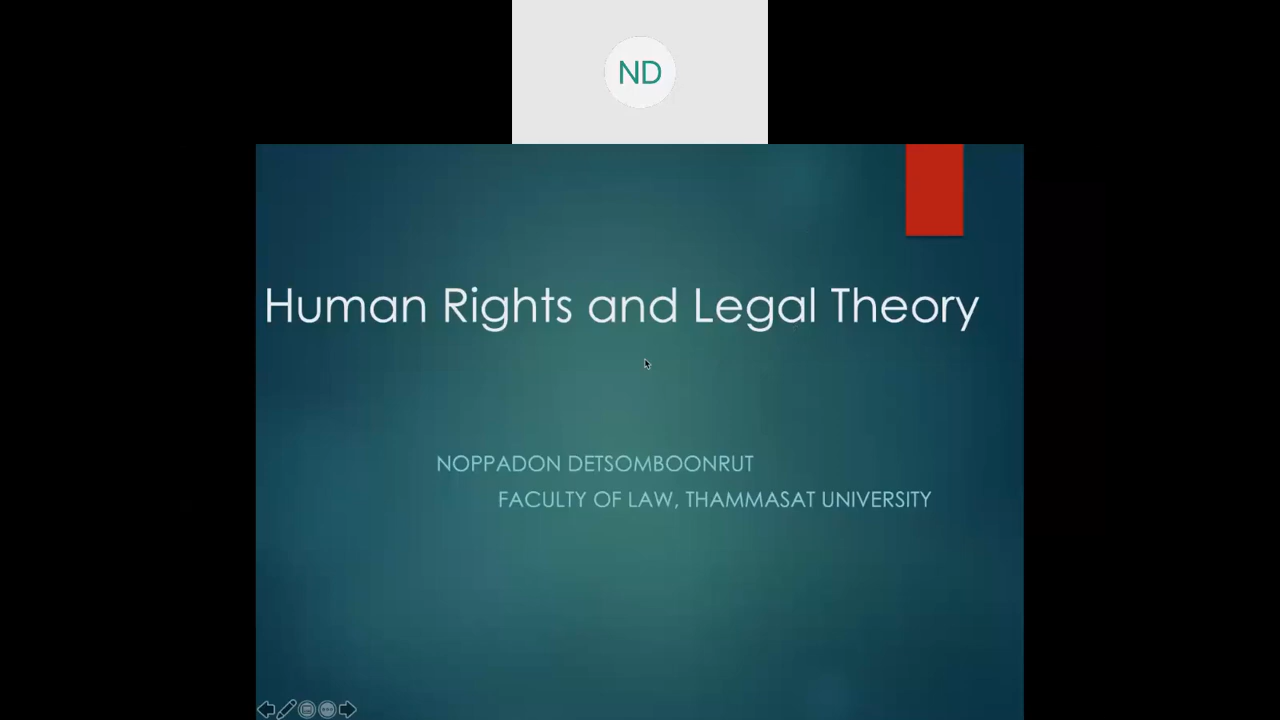 ND
Human Rights and Legal Theory
NOPPADON DETSOMBOONRUT
FACULTY OF LAW, THAMMASAT UNIVERSITY